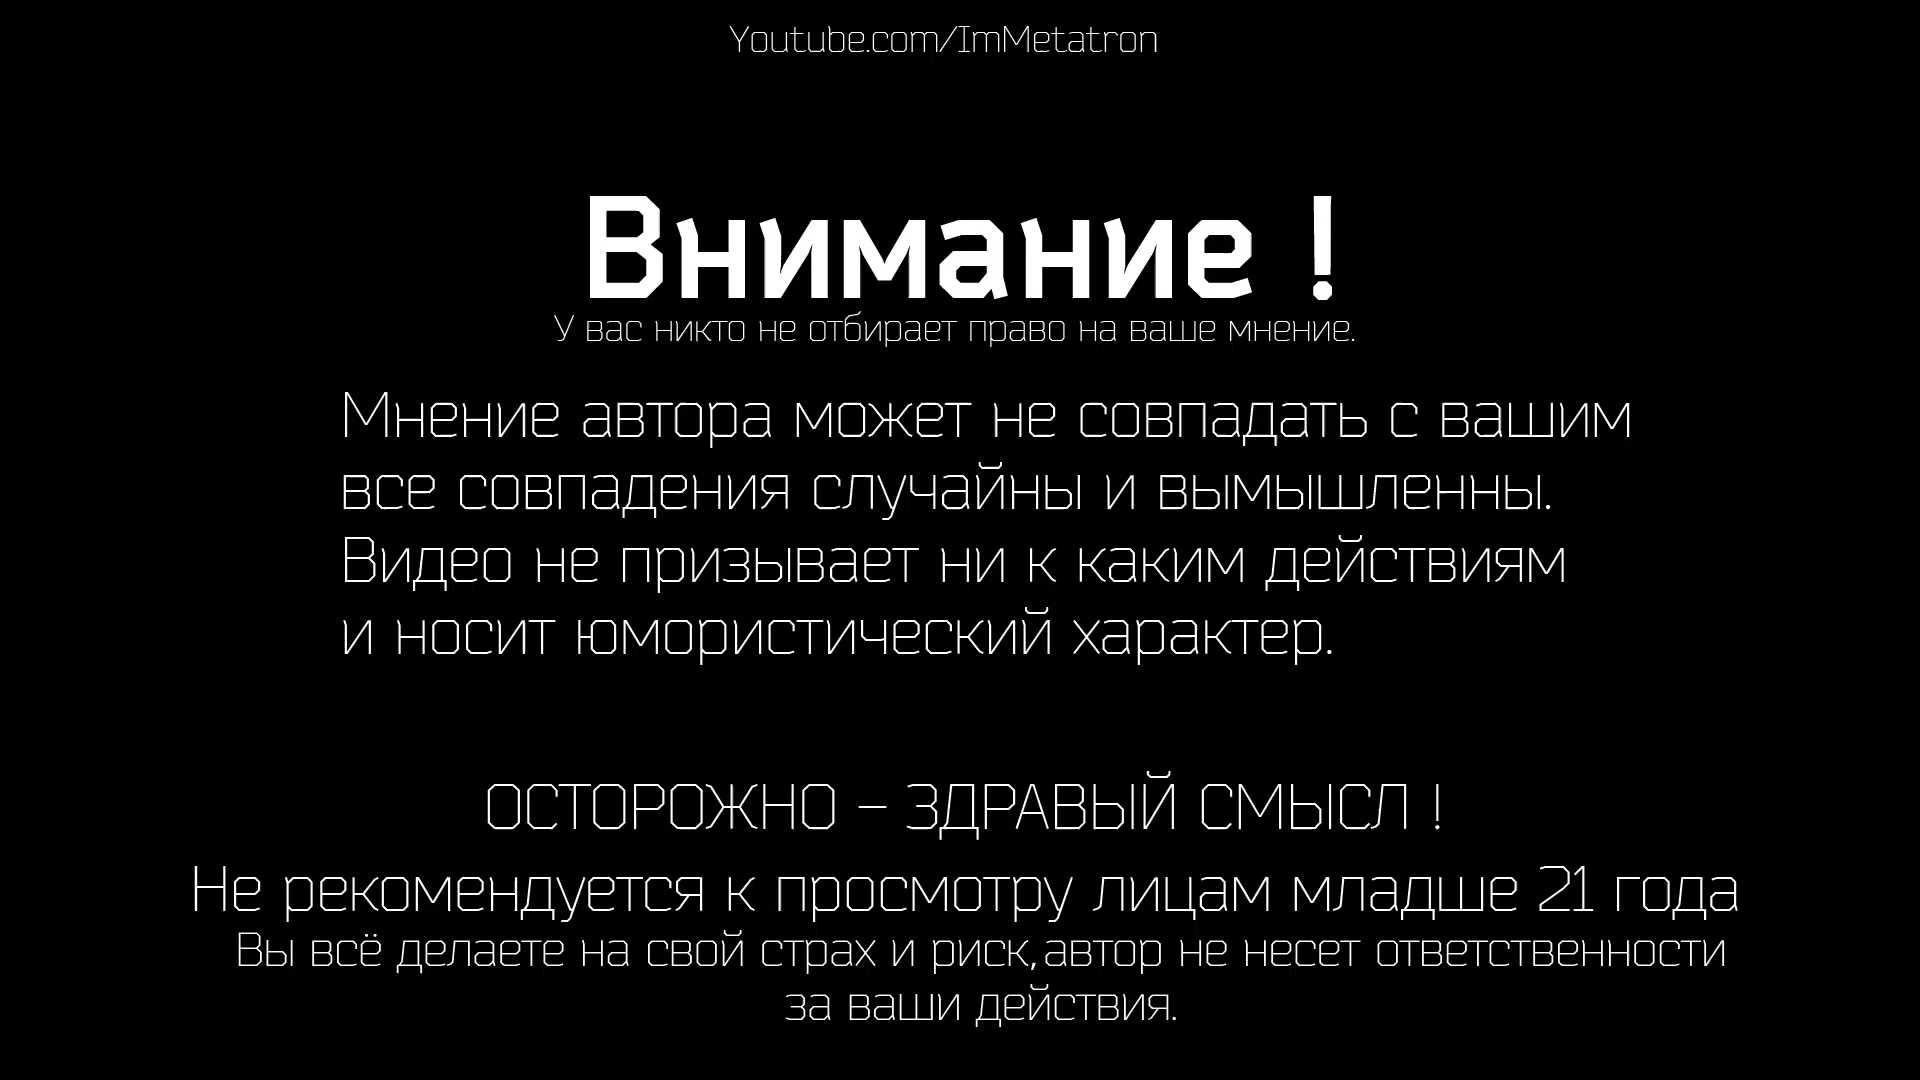 Youtube.com/ImMetatron
Внимание !
У вас никто не отбирает право на ваше мнение.
Мнение автора может не совпадать с вашим
все совпадения случайны и вымышленны.
Видео не призывает ни к каким действиям
и носит юмористический характер.
ОСТОРОЖНО - ЗДРАВЫЙ СМЫСЛ !
Не рекомендуется к просмотру лицам младше 21 года
Вы всё делаете на свой страх и риск,автор не несет ответственности
за ваши действия.